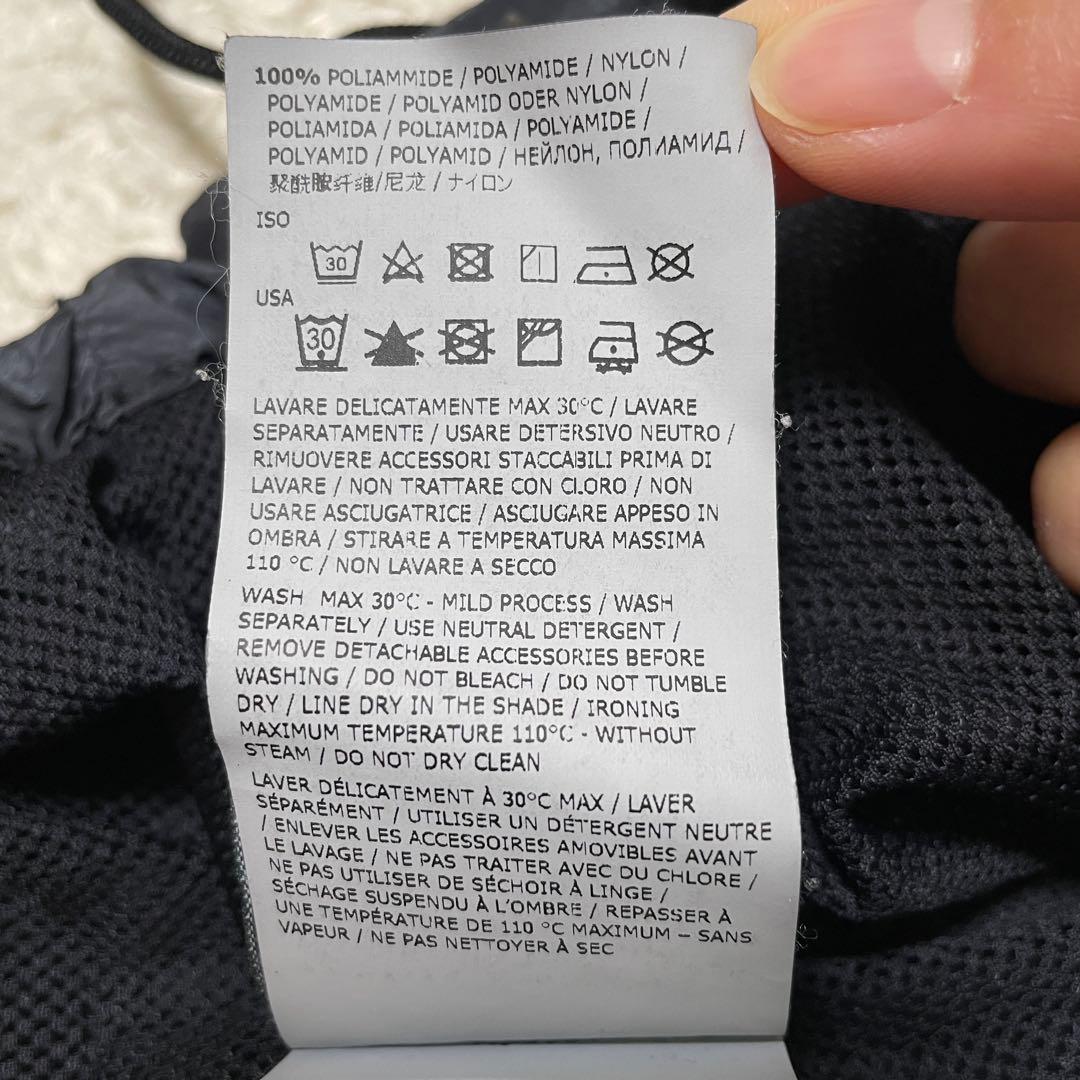 100% POLIAMMIDE / POLYAMIDE / NYLON /
POLYAMIDE / POLYAMID ODER NYLON /
POLIAMIDA / POLIAMIDA / POLYAMIDE /
POLYAMID / POLYAMID / НЕЙЛОН, ПОЛИАМИД /
聚酰胺纤维/尼龙 / ナイロン
ISO
30
USA
30
LAVARE DELICATAMENTE MAX 30°C / LAVARE
SEPARATAMENTE / USARE DETERSIVO NEUTRO /
RIMUOVERE ACCESSORI STACCABILI PRIMA DI
LAVARE / NON TRATTARE CON CLORO / NON
USARE ASCIUGATRICE / ASCIUGARE APPESO IN
OMBRA / STIRARE A TEMPERATURA MASSIMA
110 °C / NON LAVARE A SECCO
WASH MAX 30°C - MILD PROCESS / WASH
SEPARATELY / USE NEUTRAL DETERGENT /
REMOVE DETACHABLE ACCESSORIES BEFORE
WASHING / DO NOT BLEACH / DO NOT TUMBLE
DRY / LINE DRY IN THE SHADE / IRONING
MAXIMUM TEMPERATURE 110°C - WITHOUT
STEAM / DO NOT DRY CLEAN
LAVER DÉLICATEMENT À 30°C MAX / LAVER
SÉPARÉMENT / UTILISER UN DÉTERGENT NEUTRE
/ ENLEVER LES ACCESSOIRES AMOVIBLES AVANT
LE LAVAGE / NE PAS TRAITER AVEC DU CHLORE /
NE PAS UTILISER DE SÉCHOIR À LINGE /
SÉCHAGE SUSPENDU À L'OMBRE / REPASSER À
UNE TEMPÉRATURE DE 110 °C MAXIMUM – SANS
VAPEUR / NE PAS NETTOYER À SEC